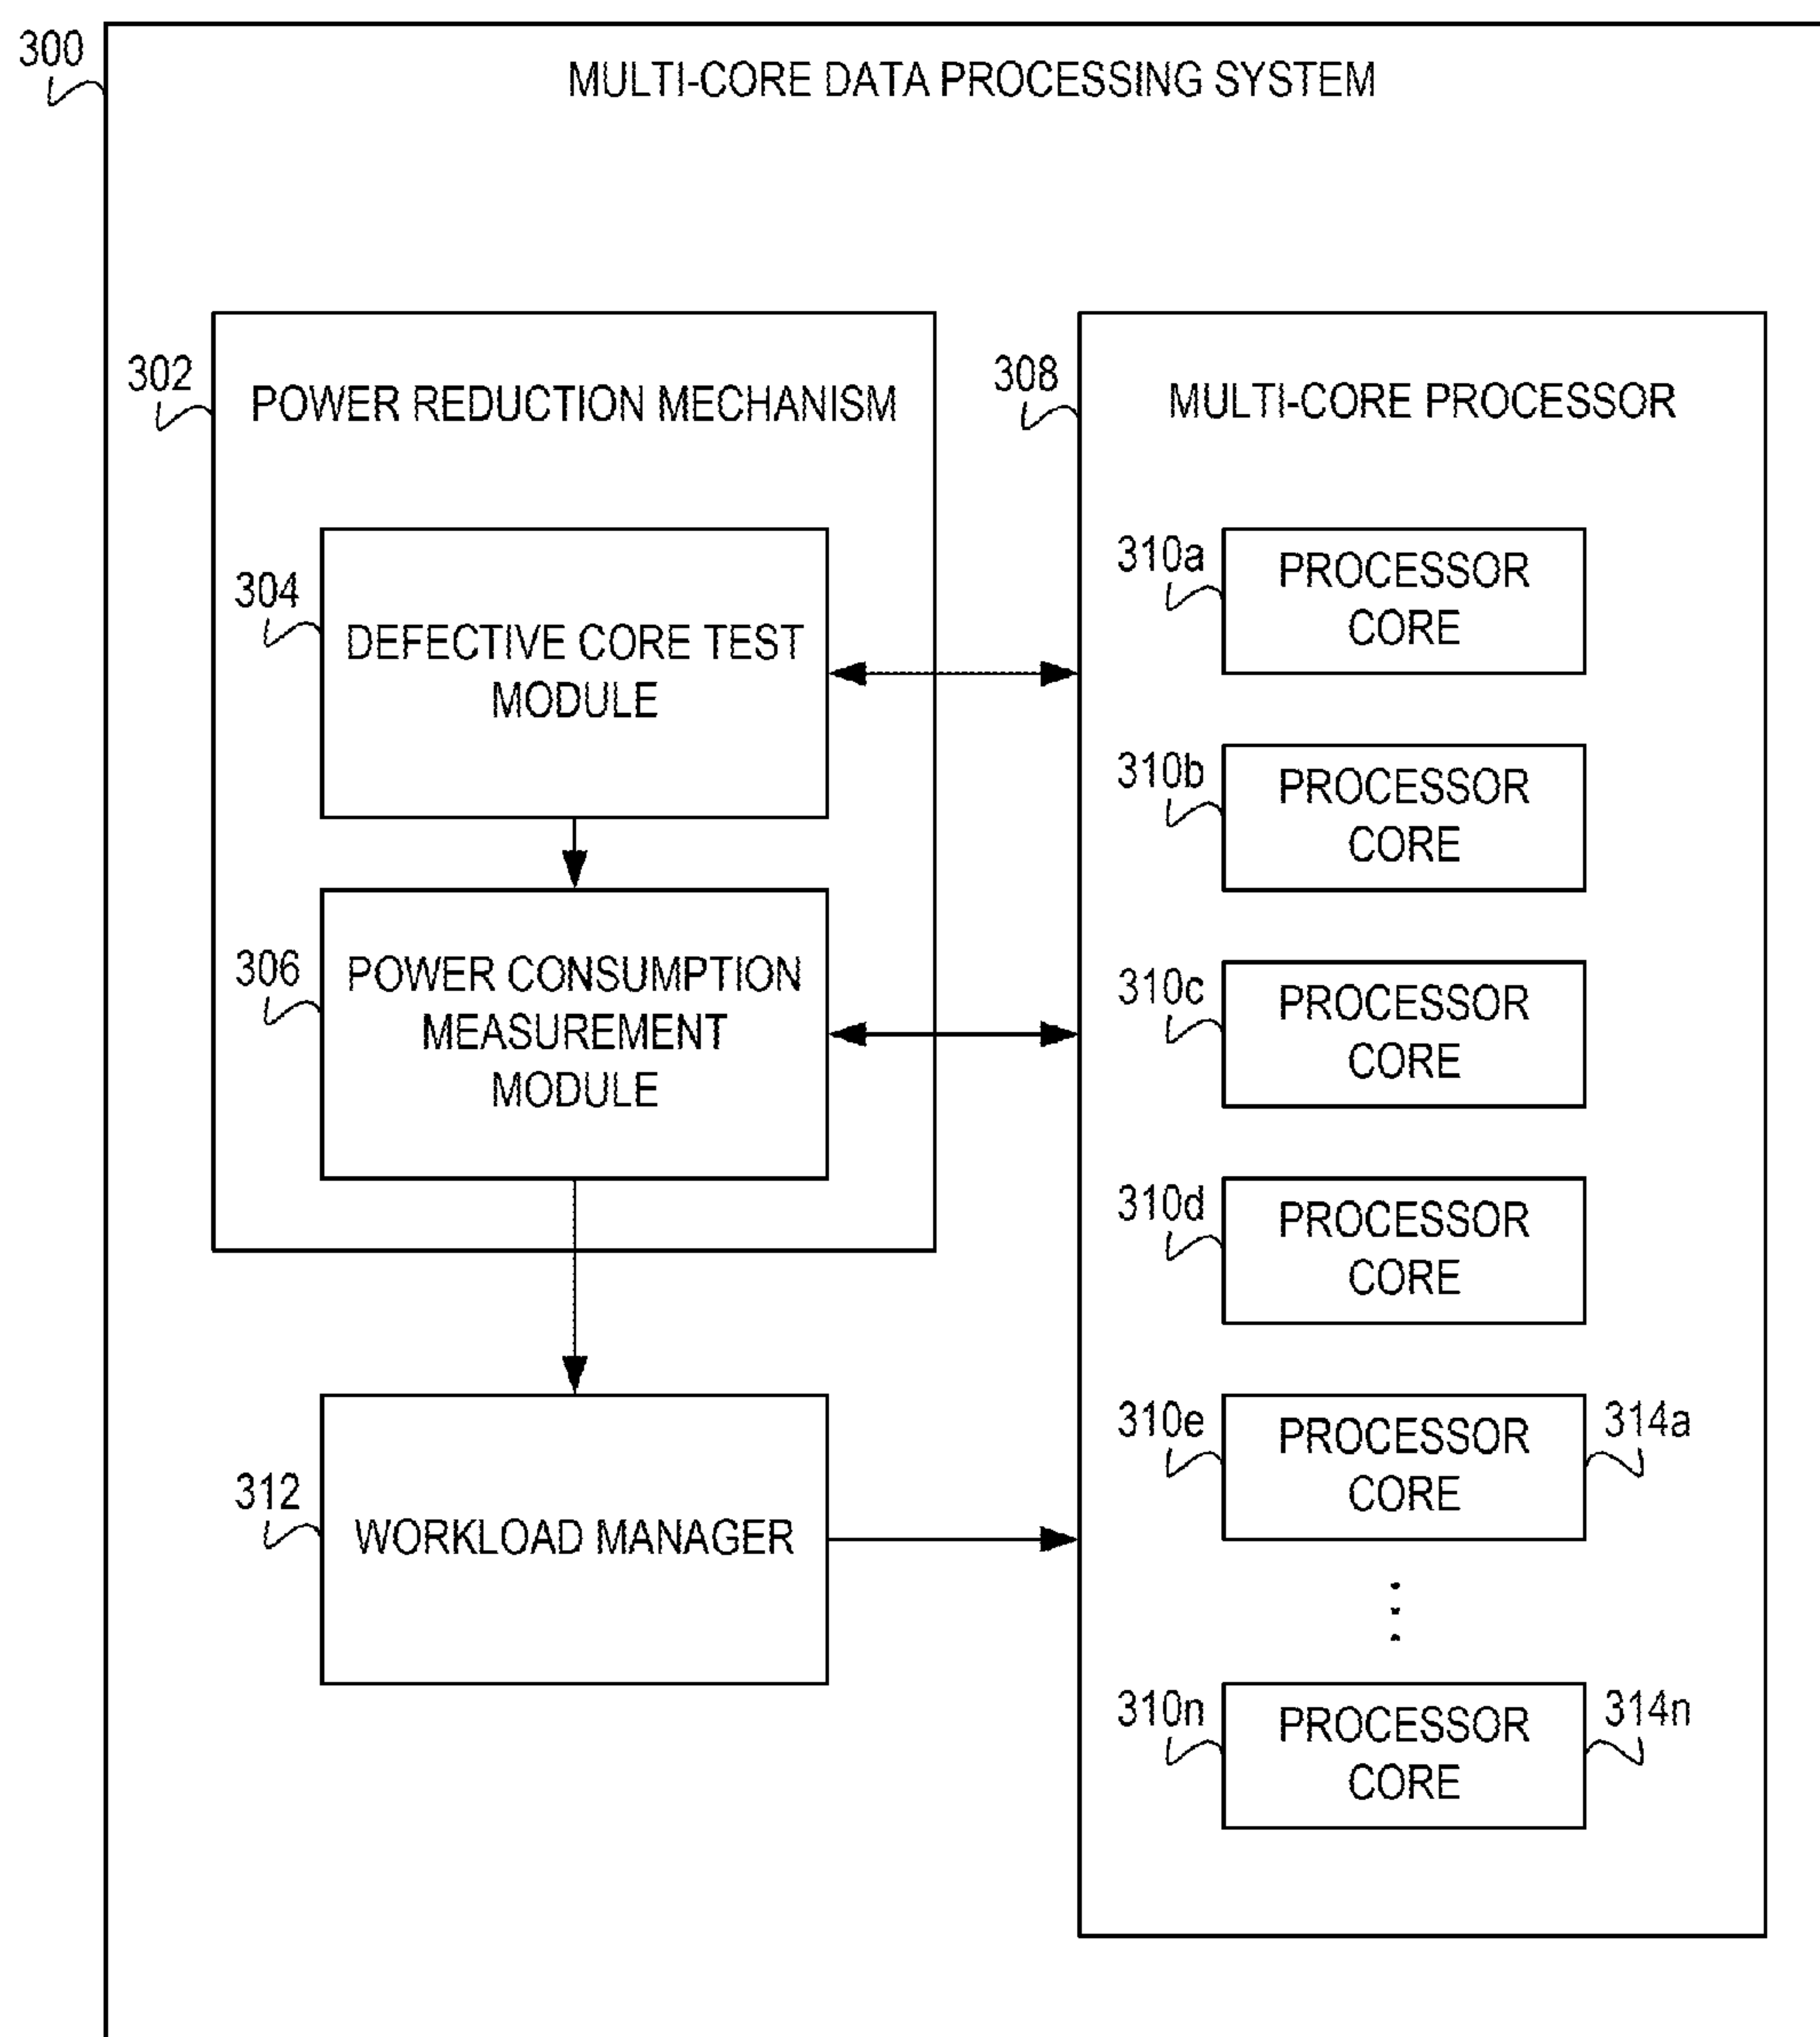 300
MULTI-CORE DATA PROCESSING SYSTEM
302
POWER REDUCTION MECHANISM
304
DEFECTIVE CORE TEST
MODULE
306
POWER CONSUMPTION
MEASUREMENT
MODULE
312
WORKLOAD MANAGER
308
MULTI-CORE PROCESSOR
310a
PROCESSOR
CORE
310b
PROCESSOR
CORE
310c
PROCESSOR
CORE
310d
PROCESSOR
CORE
310e
PROCESSOR
CORE
314a
310n
PROCESSOR
CORE
314n